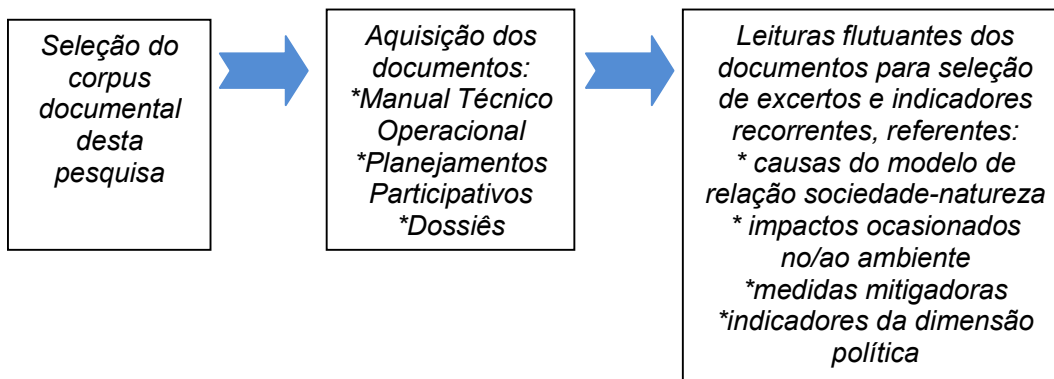 Seleção do
corpus
documental
desta
pesquisa
Aquisição dos
documentos:
*Manual Técnico
Operacional
*Planejamentos
Participativos
*Dossiês
Leituras flutuantes dos
documentos para seleção
de excertos e indicadores
recorrentes, referentes:
* causas do modelo de
relação sociedade-natureza
* impactos ocasionados
no/ao ambiente
*medidas mitigadoras
*indicadores da dimensão
política